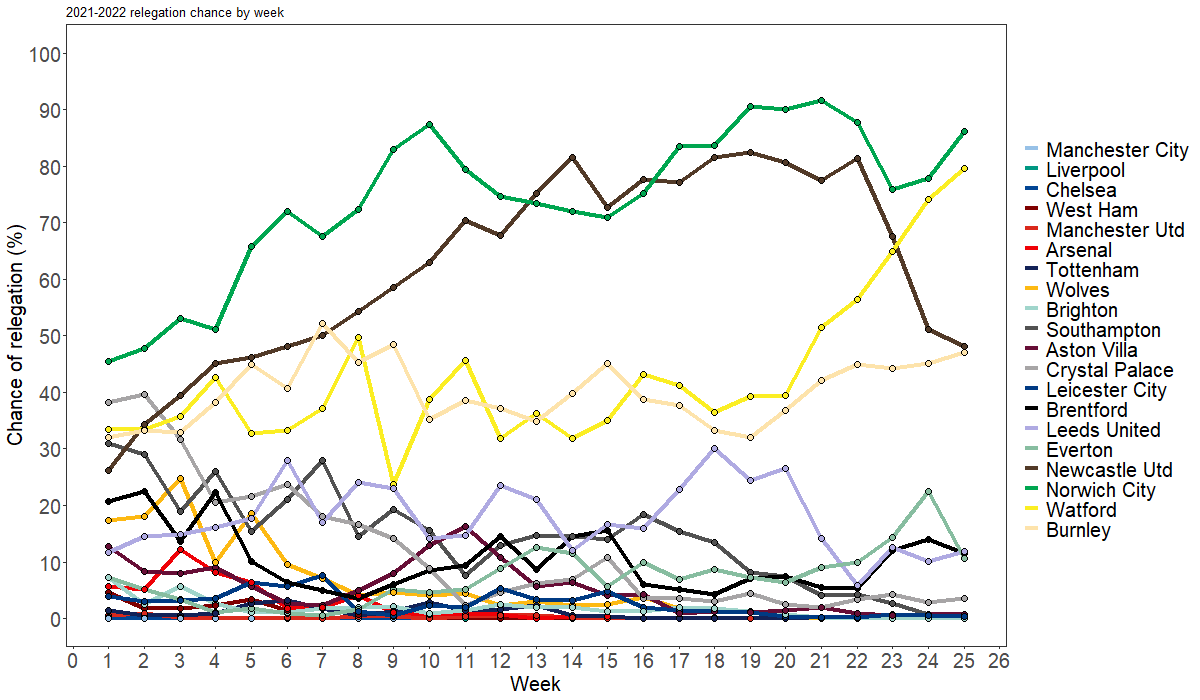 2021-2022 relegation chance by week
Chance of relegation (%)
100
90
80
70
60
50
40
30
20
10
0
0 1 2 3 4 5 6 7 8 9 10 11 12 13 14 15 16 17 18 19 20 21 22 23 24 25 26
Week
Manchester City
Liverpool
Chelsea
West Ham
Manchester Utd
Arsenal
Tottenham
Wolves
Brighton
Southampton
Aston Villa
Crystal Palace
Leicester City
Brentford
Leeds United
Everton
Newcastle Utd
Norwich City
Watford
Burnley